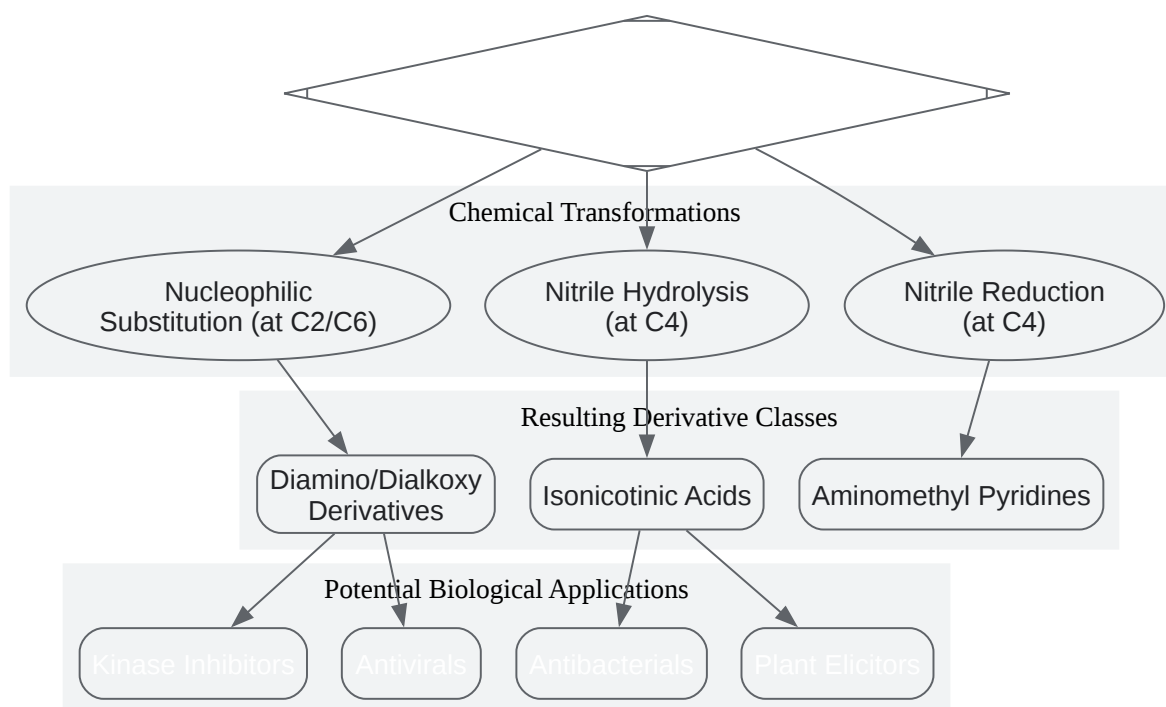 Chemical Transformations
Nucleophilic
Substitution (at C2/C6)
Nitrile Hydrolysis
(at C4)
Nitrile Reduction
(at C4)
Resulting Derivative Classes
Diamino/Dialkoxy
Derivatives
Isonicotinic Acids
Aminomethyl Pyridines
Potential Biological Applications
Kinase Inhibitors
Antivirals
Antibacterials
Plant Elicitors